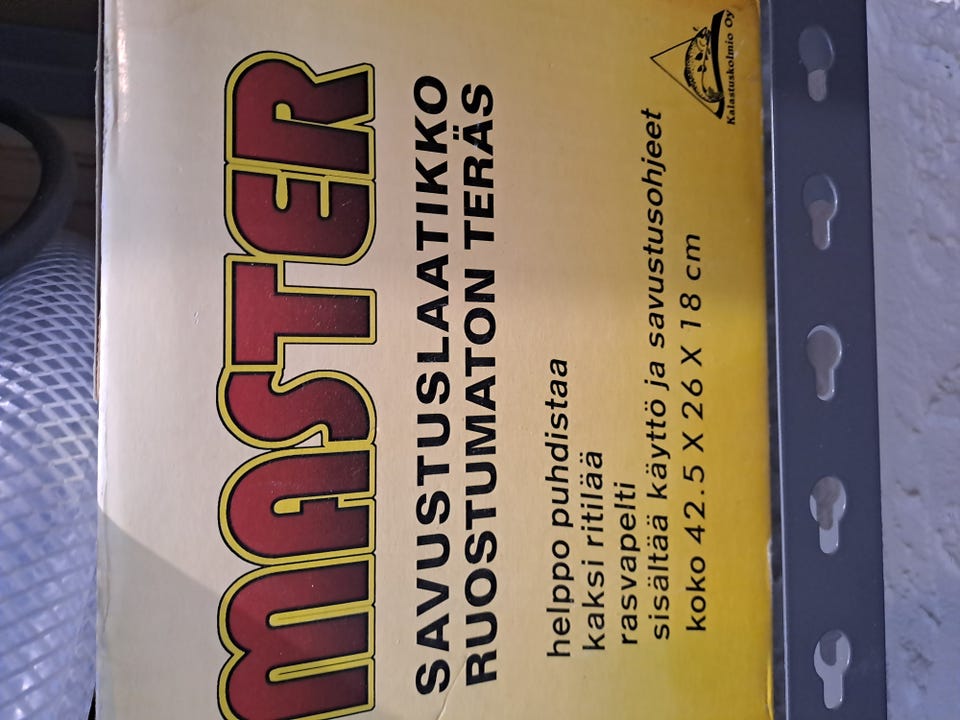 MASTER
SAVUSTUSLAATIKKO
RUOSTUMATON TERÄS
helppo puhdistaa
kaksi ritilää
rasvapelti
sisältää käyttö ja savustusohjeet
koko 42.5 X 26 X 18 cm
Kalastuskolmio Oy